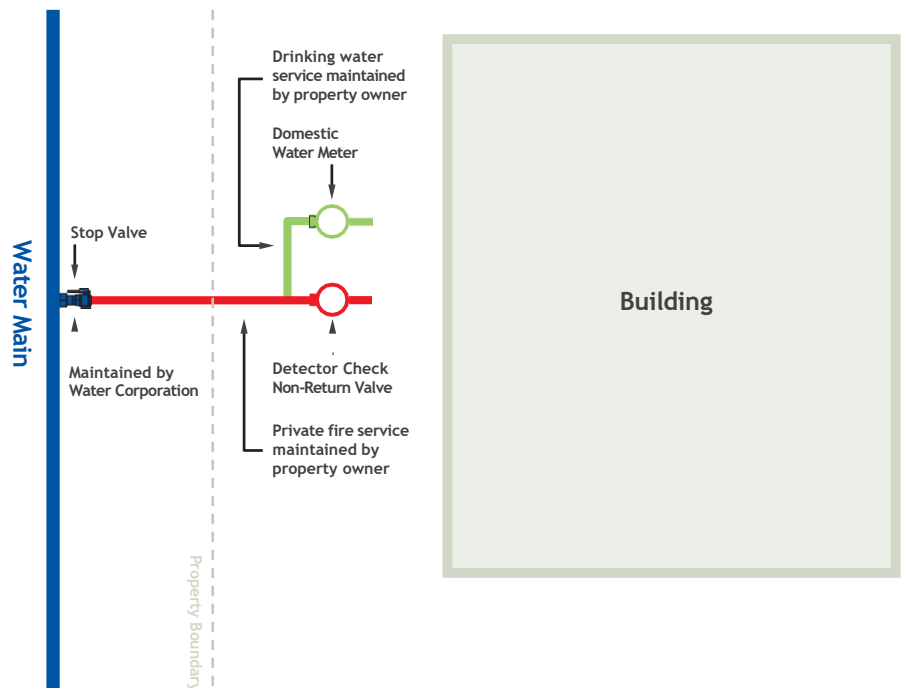 Drinking water
service maintained
by property owner
Domestic
Water Meter
Stop Valve
Water Main
Building
Maintained by
Water Corporation
Detector Check
Non-Return Valve
Private fire service
maintained by
property owner
Property Boundary